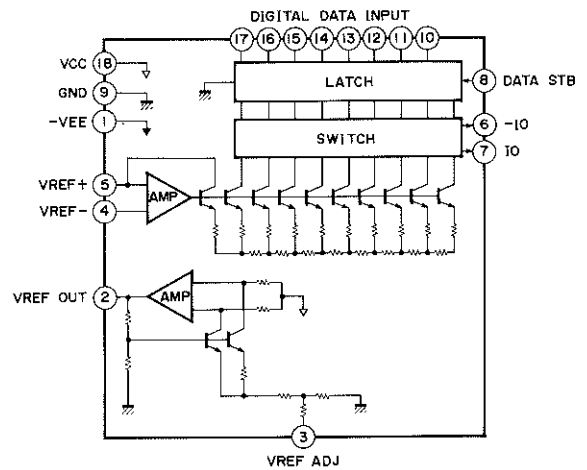 DIGITAL DATA INPUT
17 16 15 14 13 12 11 10
VCC 18
LATCH
8 DATA STB
GND 9
-VEE 1
SWITCH
6 -IO
7 IO
VREF+ 5
AMP
VREF- 4
VREF OUT 2
AMP
3
VREF ADJ